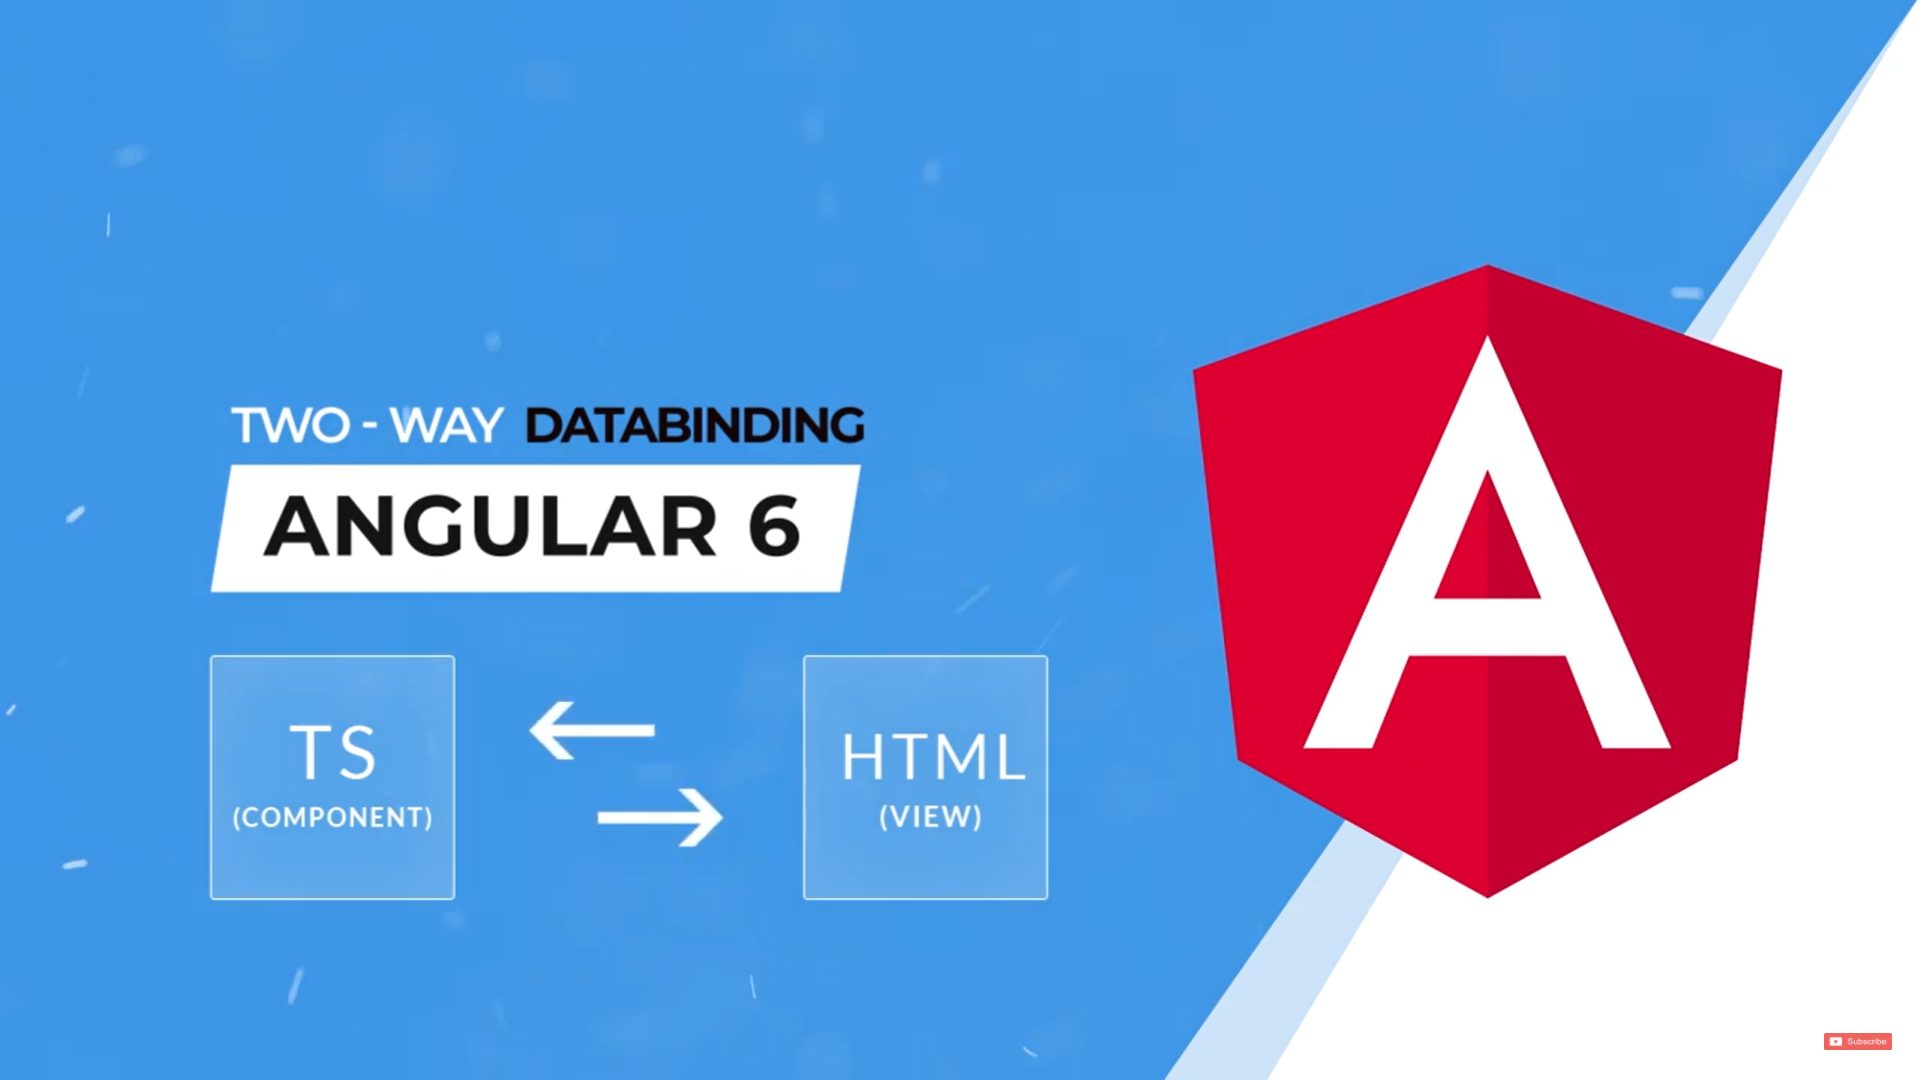 TWO - WAY DATABINDING
ANGULAR 6
TS
(COMPONENT)
HTML
(VIEW)
A
Subscribe